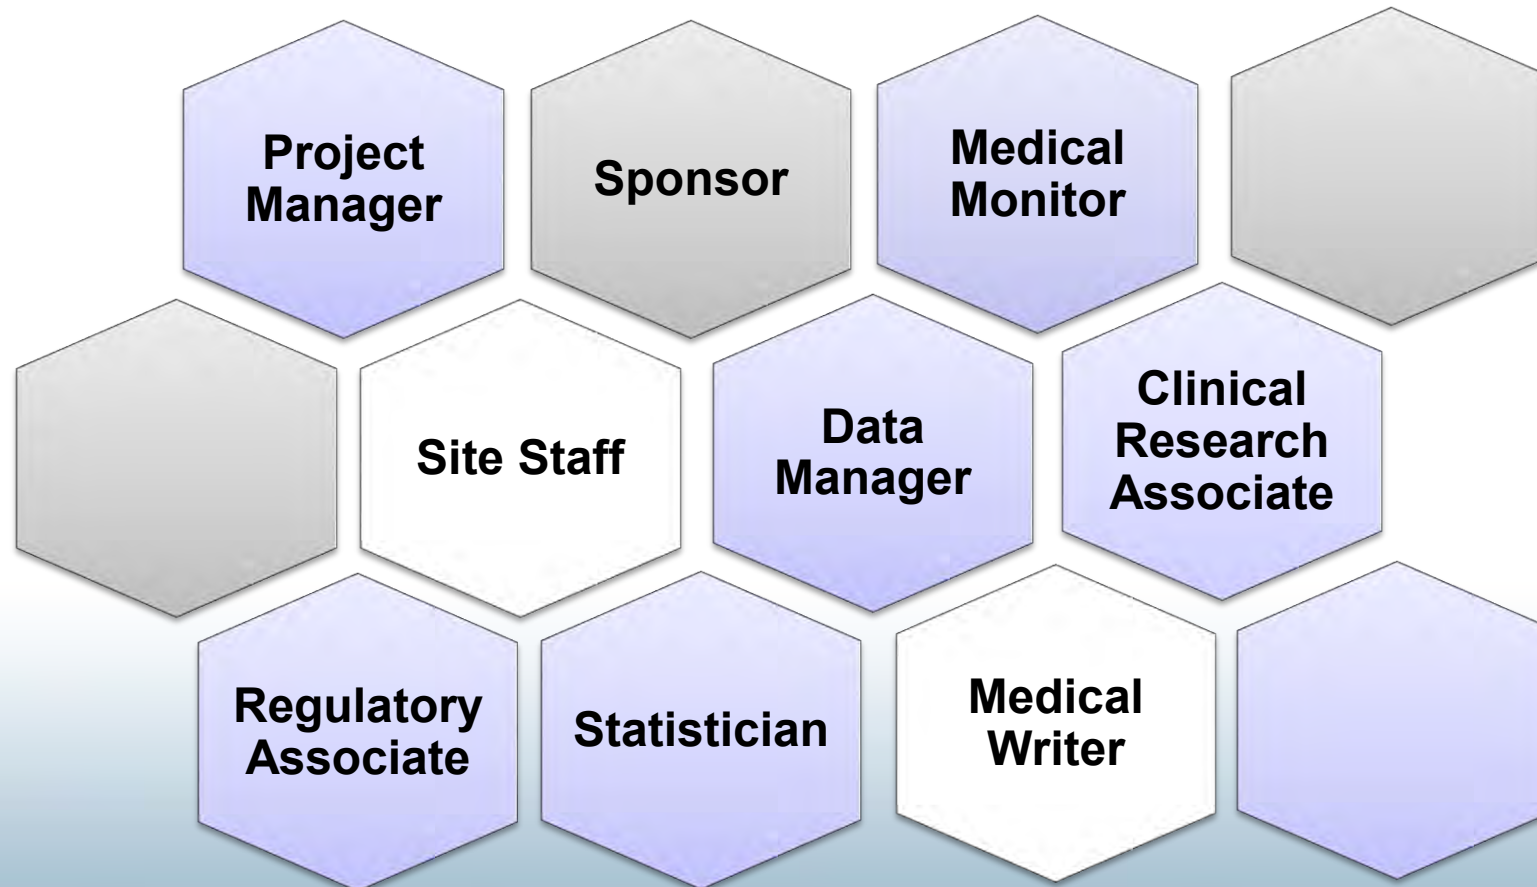 Project
Manager
Sponsor
Medical
Monitor
Site Staff
Data
Manager
Clinical
Research
Associate
Regulatory
Associate
Statistician
Medical
Writer